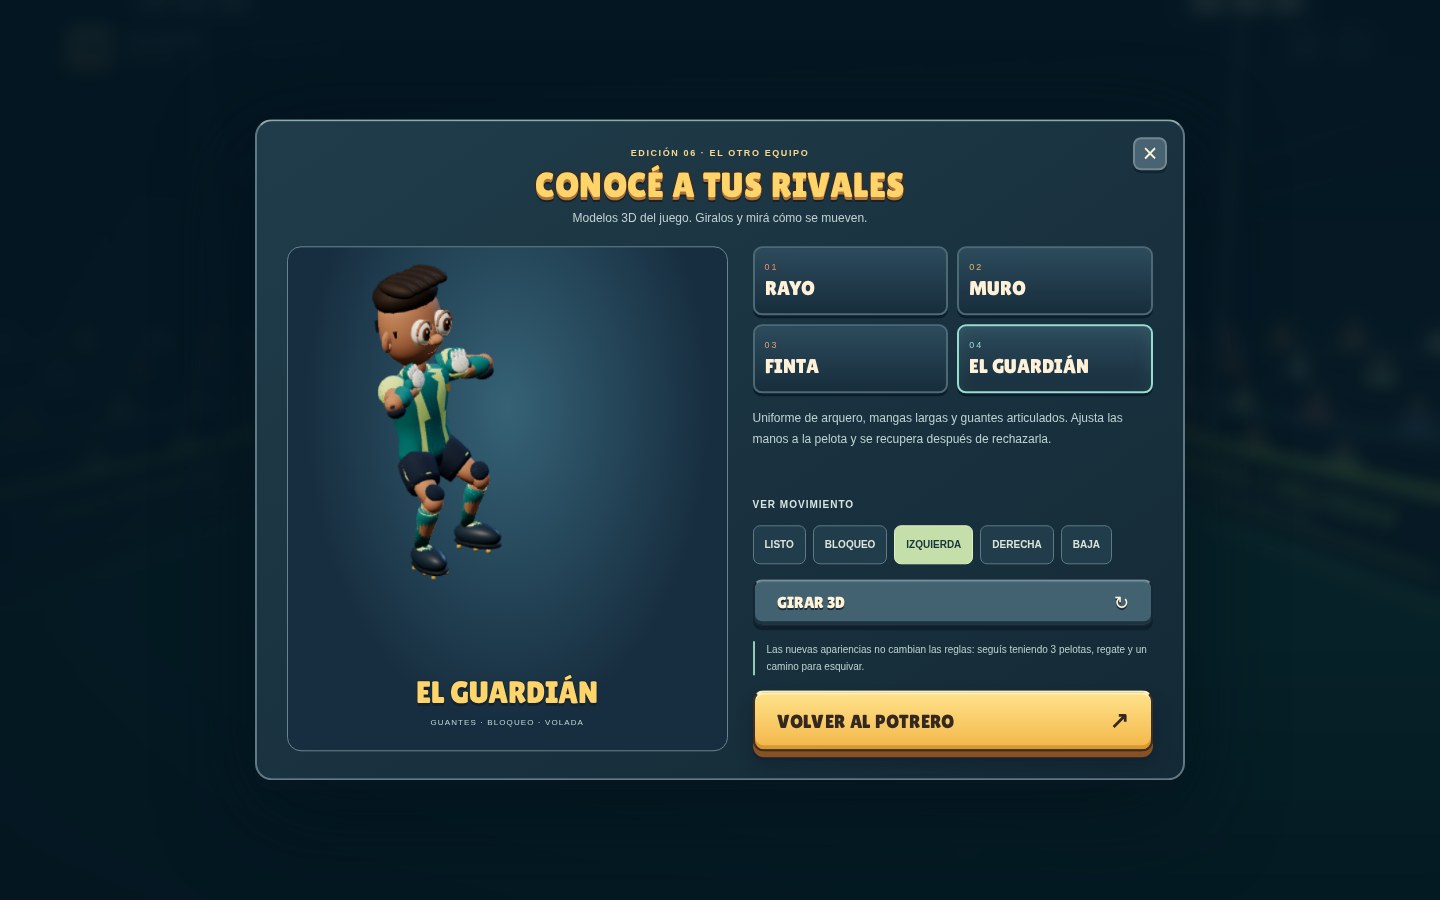 EDICIÓN 06 · EL OTRO EQUIPO
CONOCÉ A TUS RIVALES
Modelos 3D del juego. Giralos y mirá cómo se mueven.
EL GUARDIÁN
GUANTES · BLOQUEO · VOLADA
01
RAYO
02
MURO
03
FINTA
04
EL GUARDIÁN
Uniforme de arquero, mangas largas y guantes articulados. Ajusta las
manos a la pelota y se recupera después de rechazarla.
VER MOVIMIENTO
LISTO
BLOQUEO
IZQUIERDA
DERECHA
BAJA
GIRAR 3D ↻
Las nuevas apariencias no cambian las reglas: seguís teniendo 3 pelotas, regate y un
camino para esquivar.
VOLVER AL POTRERO ↗